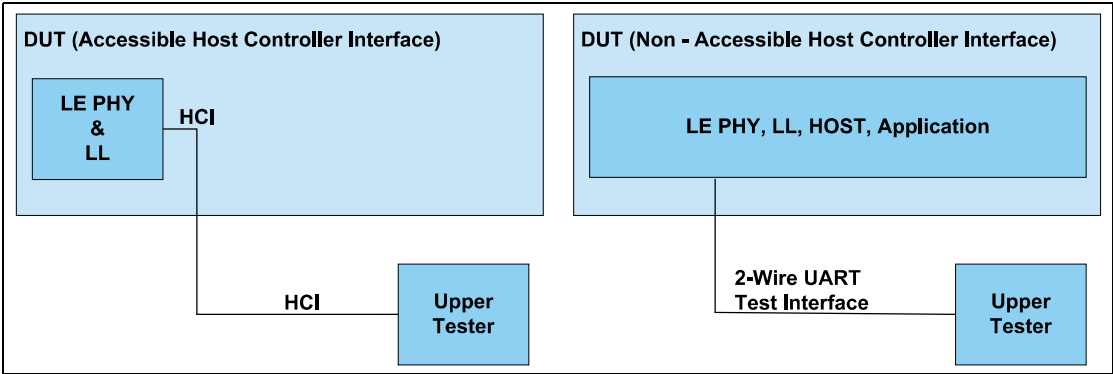 DUT (Accessible Host Controller Interface)
LE PHY
&
LL
HCI
HCI
Upper
Tester
DUT (Non - Accessible Host Controller Interface)
LE PHY, LL, HOST, Application
2-Wire UART
Test Interface
Upper
Tester